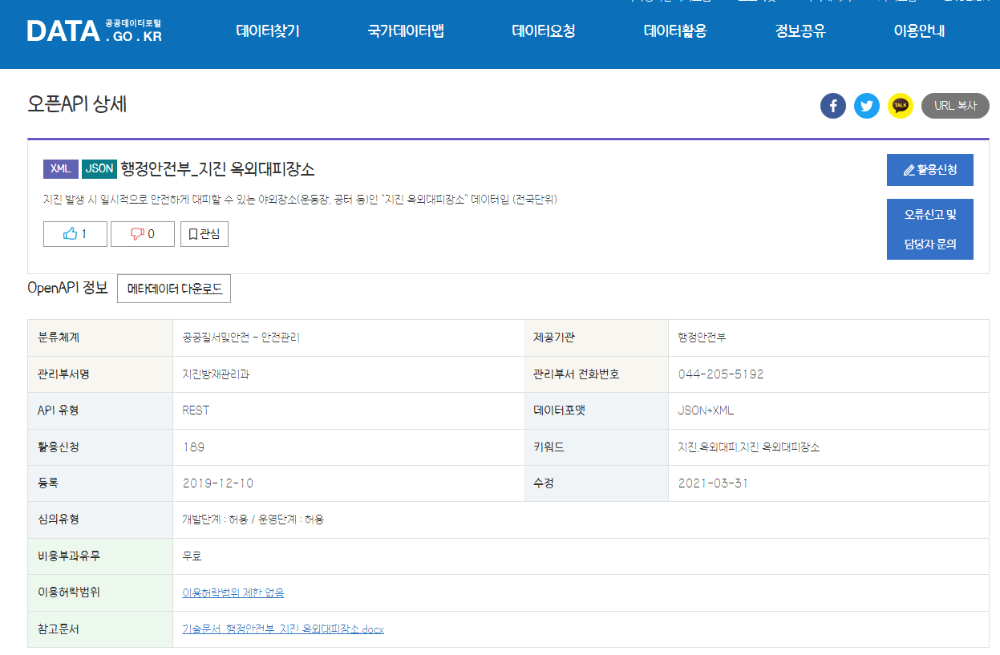 DATA 공공데이터포털
.GO.KR
데이터찾기 국가데이터맵 데이터요청 데이터활용 정보공유 이용안내
오픈API 상세
f TALK URL 복사
XML JSON 행정안전부_지진 옥외대피장소
활용신청
지진 발생 시 일시적으로 안전하게 대피할 수 있는 야외장소(운동장, 공터 등)인 "지진 옥외대피장소" 데이터임 (전국단위)
오류신고 및
담당자 문의
1 0 관심
OpenAPI 정보 메타데이터 다운로드
분류체계 공공질서및안전 - 안전관리 제공기관 행정안전부
관리부서명 지진방재관리과 관리부서 전화번호 044-205-5192
API 유형 REST 데이터포맷 JSON+XML
활용신청 189 키워드 지진,옥외대피,지진 옥외대피장소
등록 2019-12-10 수정 2021-03-31
심의유형 개발단계 : 허용 / 운영단계 : 허용
비용부과유무 무료
이용허락범위 이용허락범위 제한 없음
참고문서 기술문서_행정안전부_지진 옥외대피장소.docx